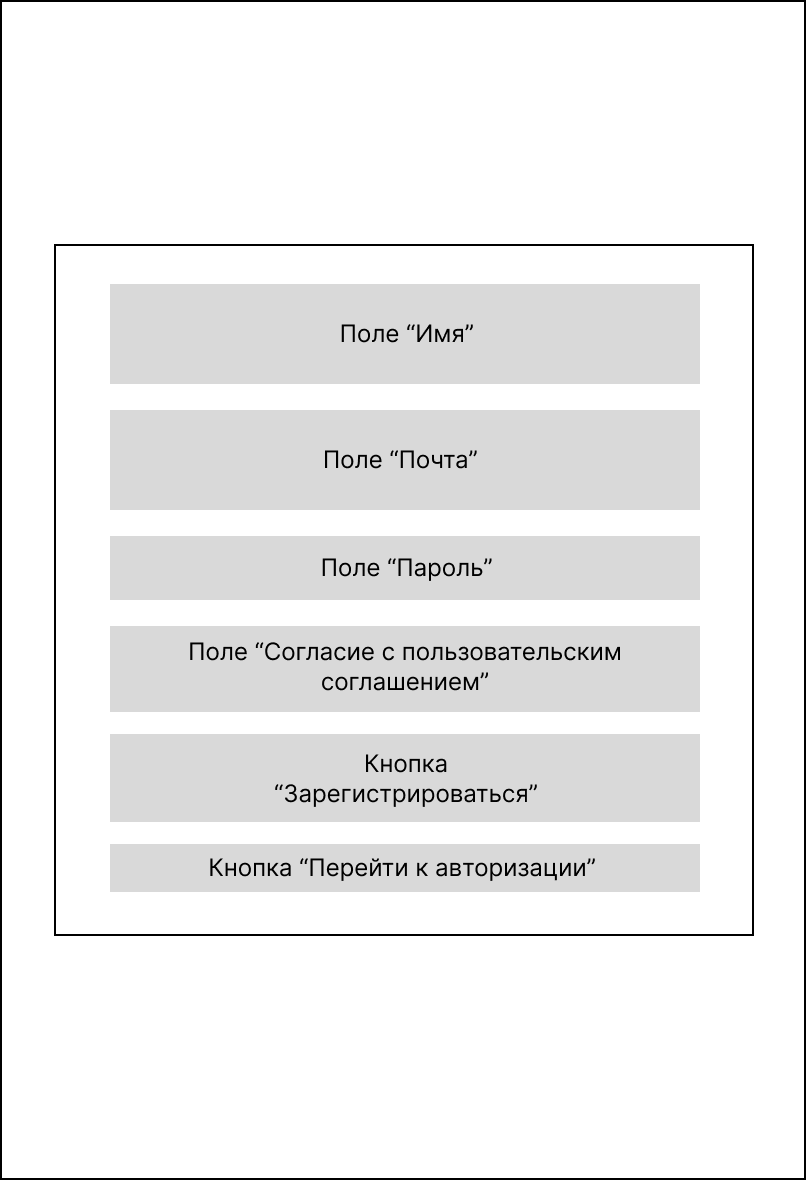 Поле “Имя”
Поле “Почта”
Поле “Пароль”
Поле “Согласие с пользовательским
соглашением”
Кнопка
“Зарегистрироваться”
Кнопка “Перейти к авторизации”